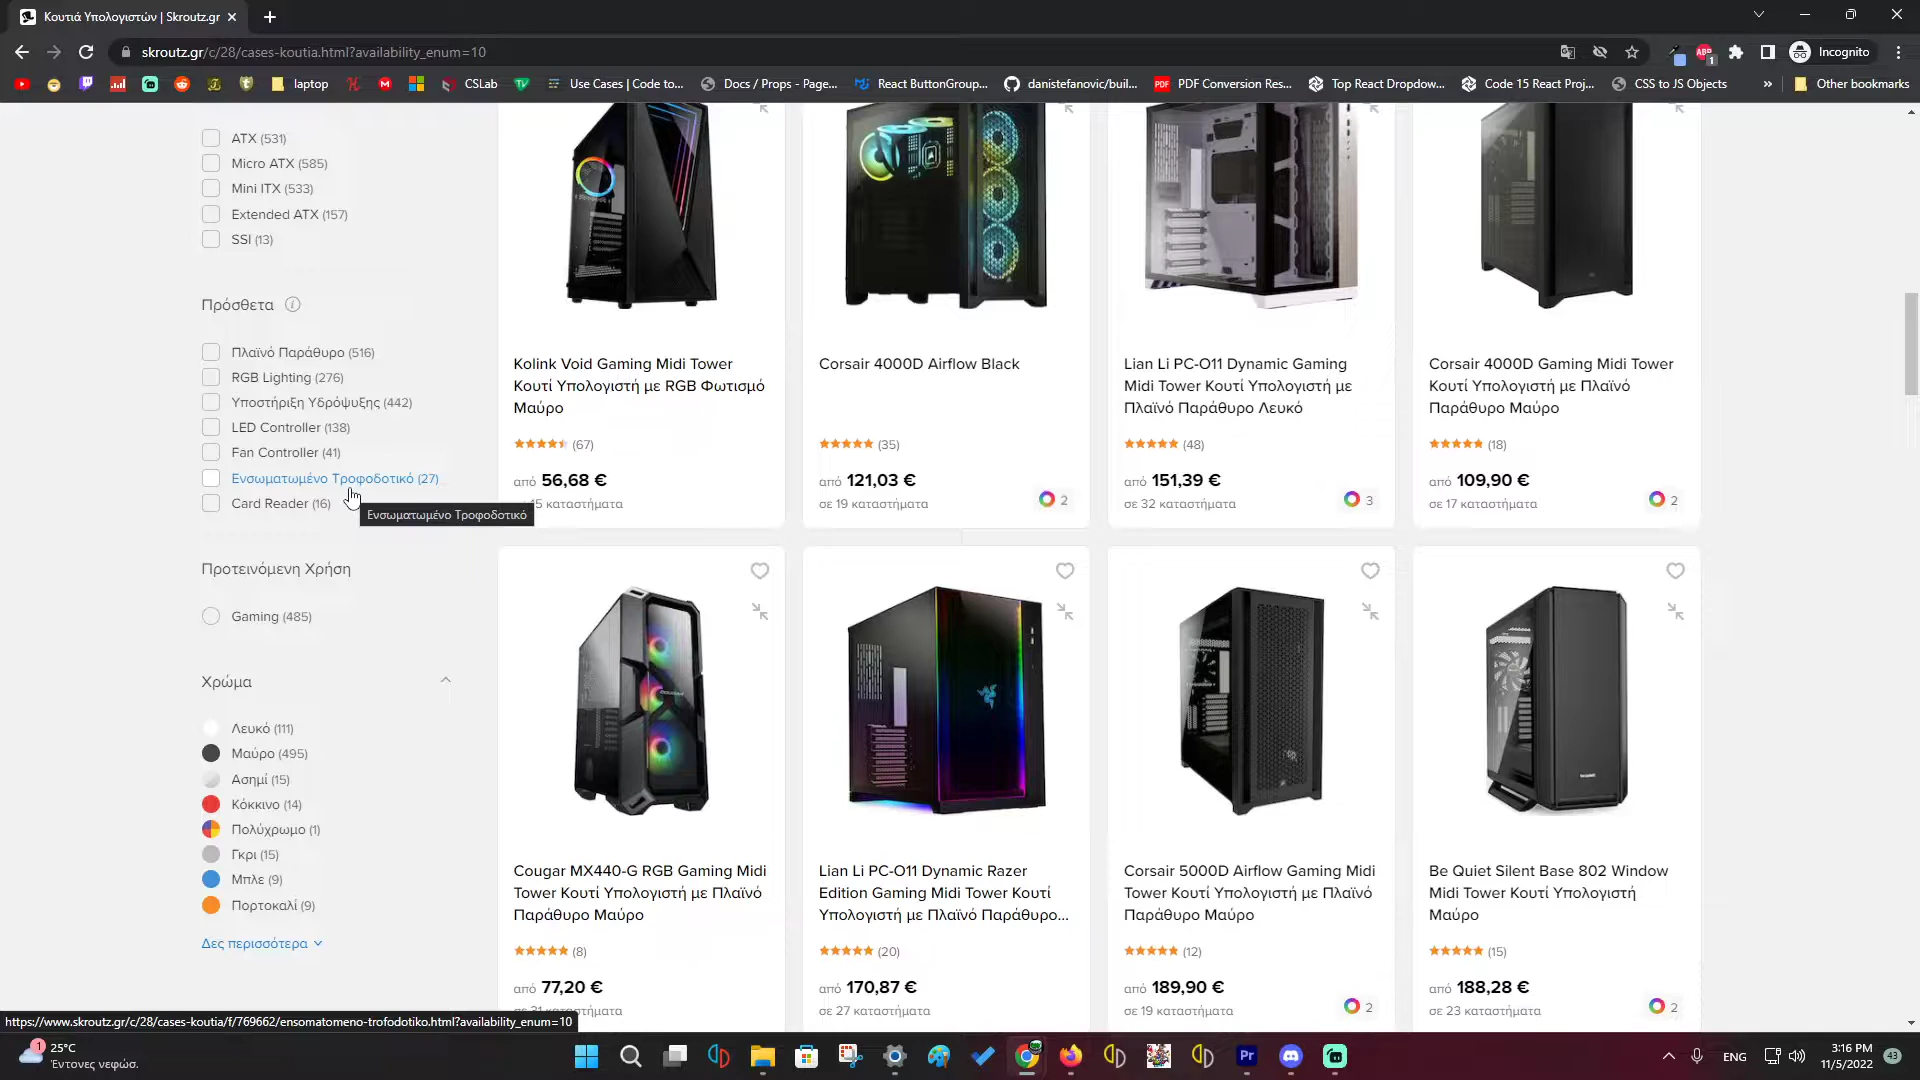 Κουτιά Υπολογιστών | Skroutz.gr
skroutz.gr/c/28/cases-koutia.html?availability_enum=10
ABP
1
Incognito
laptop
CSLab
Use Cases | Code to...
Docs / Props - Page...
React ButtonGroup...
danistefanovic/buil...
PDF
PDF Conversion Res...
Top React Dropdow...
Code 15 React Proj...
CSS to JS Objects
»
Other bookmarks
ATX (531)
Micro ATX (585)
Mini ITX (533)
Extended ATX (157)
SSI (13)
Πρόσθετα
Πλαϊνό Παράθυρο (516)
RGB Lighting (276)
Υποστήριξη Υδρόψυξης (442)
LED Controller (138)
Fan Controller (41)
Ενσωματωμένο Τροφοδοτικό (27)
Card Reader (16)
Ενσωματωμένο Τροφοδοτικό
Προτεινόμενη Χρήση
Gaming (485)
Χρώμα
Λευκό (111)
Μαύρο (495)
Ασημί (15)
Κόκκινο (14)
Πολύχρωμο (1)
Γκρι (15)
Μπλε (9)
Πορτοκαλί (9)
Δες περισσότερα
Kolink Void Gaming Midi Tower
Κουτί Υπολογιστή με RGB Φωτισμό
Μαύρο
(67)
από 56,68 €
καταστήματα
Corsair 4000D Airflow Black
(35)
από 121,03 €
σε 19 καταστήματα
2
Lian Li PC-O11 Dynamic Gaming
Midi Tower Κουτί Υπολογιστή με
Πλαϊνό Παράθυρο Λευκό
(48)
από 151,39 €
σε 32 καταστήματα
3
Corsair 4000D Gaming Midi Tower
Κουτί Υπολογιστή με Πλαϊνό
Παράθυρο Μαύρο
(18)
από 109,90 €
σε 17 καταστήματα
2
Cougar MX440-G RGB Gaming Midi
Tower Κουτί Υπολογιστή με Πλαϊνό
Παράθυρο Μαύρο
(8)
από 77,20 €
σε 31 καταστήματα
Lian Li PC-O11 Dynamic Razer
Edition Gaming Midi Tower Κουτί
Υπολογιστή με Πλαϊνό Παράθυρο...
(20)
από 170,87 €
σε 27 καταστήματα
Corsair 5000D Airflow Gaming Midi
Tower Κουτί Υπολογιστή με Πλαϊνό
Παράθυρο Μαύρο
(12)
από 189,90 €
σε 19 καταστήματα
2
Be Quiet Silent Base 802 Window
Midi Tower Κουτί Υπολογιστή
Μαύρο
(15)
από 188,28 €
σε 23 καταστήματα
2
https://www.skroutz.gr/c/28/cases-koutia/f/769662/ensomatomeno-trofodotiko.html?availability_enum=10
1
25°C
Έντονες νεφώσ.
Pr
ENG
3:16 PM
11/5/2022
43